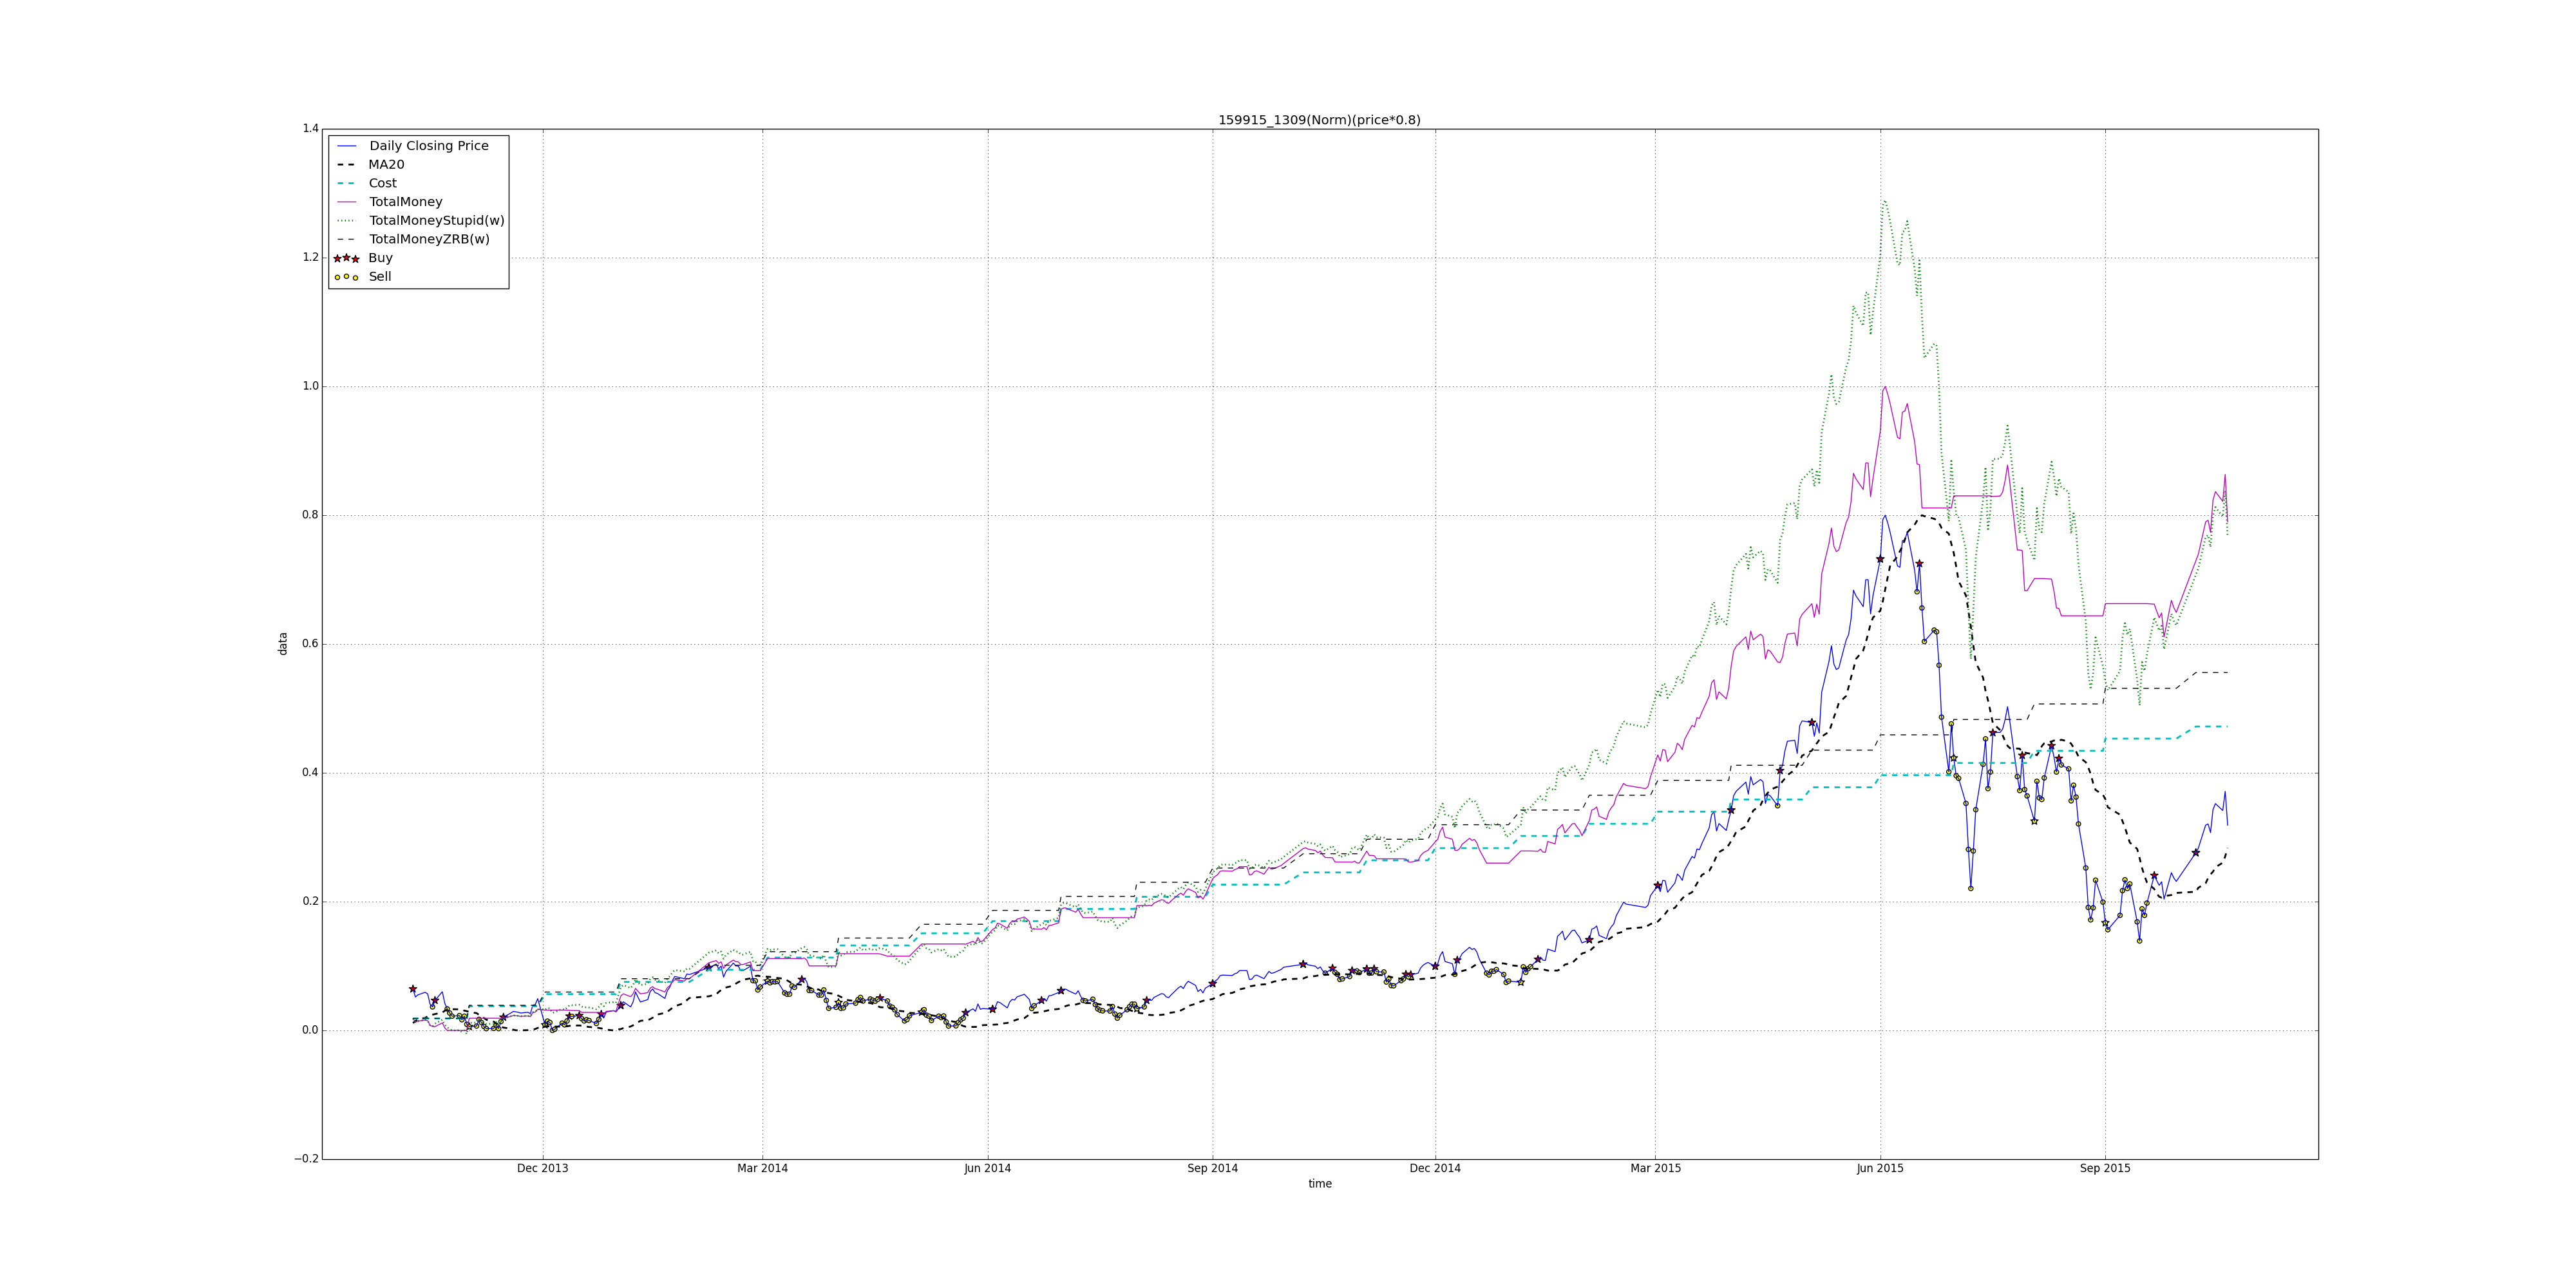 159915_1309(Norm)(price*0.8)
1.4
1.2
1.0
0.8
0.6
0.4
0.2
0.0
−0.2
data
Daily Closing Price
MA20
Cost
TotalMoney
TotalMoneyStupid(w)
TotalMoneyZRB(w)
Buy
Sell
Dec 2013 Mar 2014 Jun 2014 Sep 2014 Dec 2014 Mar 2015 Jun 2015 Sep 2015
time